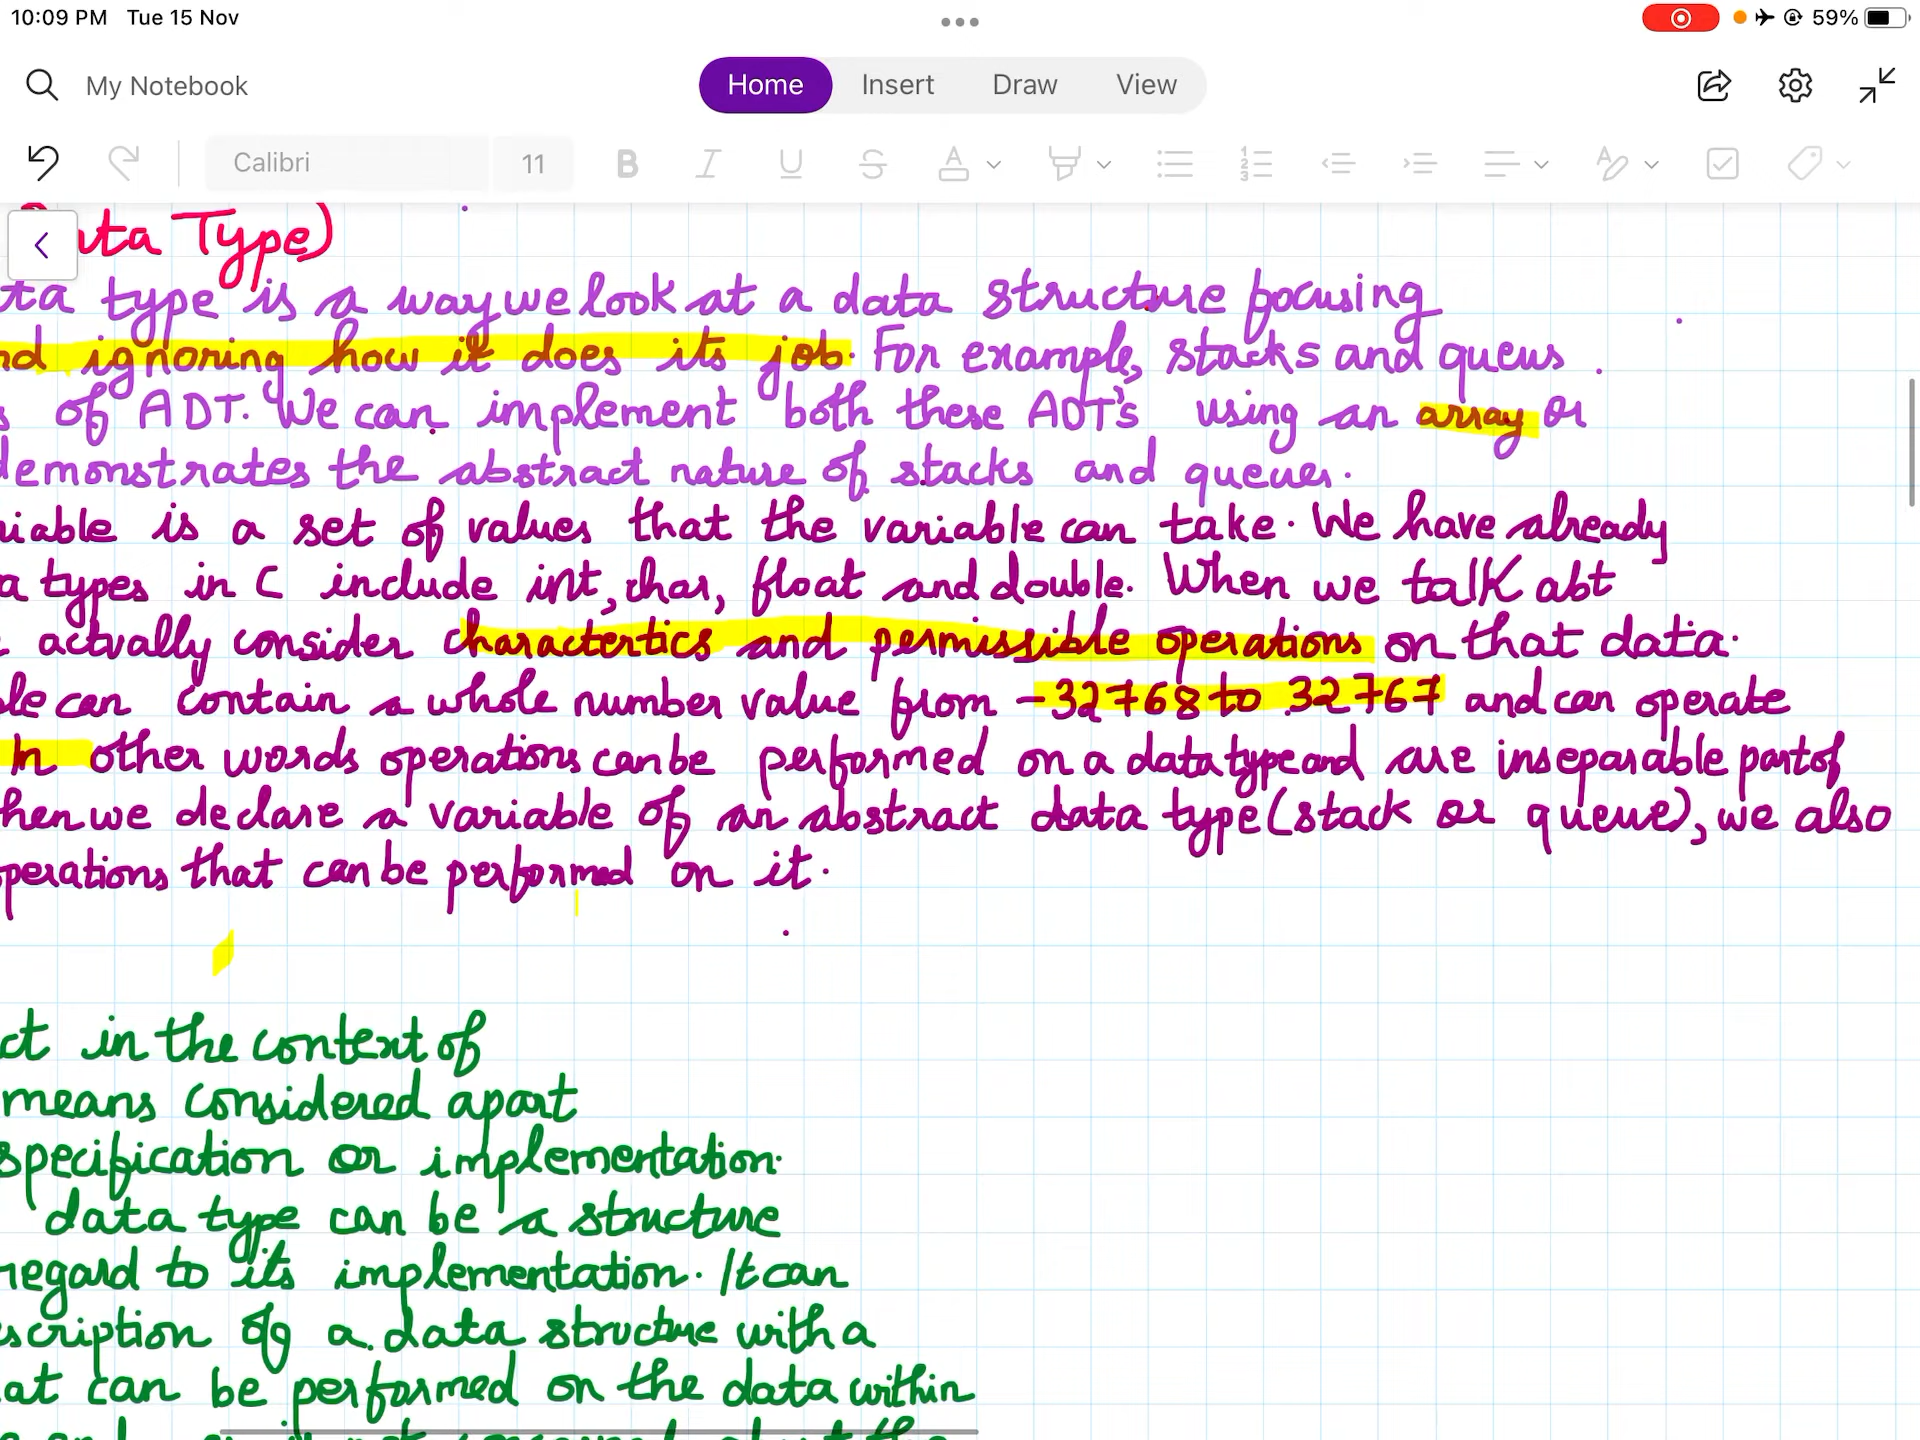 10:09 PM Tue 15 Nov
59%
My Notebook
Home Insert Draw View
Calibri 11 B I U S A
ata Type)
ta type is a way we look at a data structure focusing
nd ignoring how it does its job. For example, stacks and queus
s of ADT. We can implement both these ADT's using an array or
demonstrates the abstract nature of stacks and queues.
riable is a set of values that the variable can take. We have already
a types in C include int, char, float and double. When we talk abt
e actually consider charactertics and permissible operations on that data.
ble can contain a whole number value from -32768 to 32767 and can operate
In other words operations can be performed on a data type and are inseparable part of
hen we declare a variable of an abstract data type (stack or queue), we also
perations that can be performed on it.
ct in the context of
means considered apart
specification or implementation.
data type can be a structure
regard to its implementation. It can
scription of a data structure with a
at can be performed on the data within